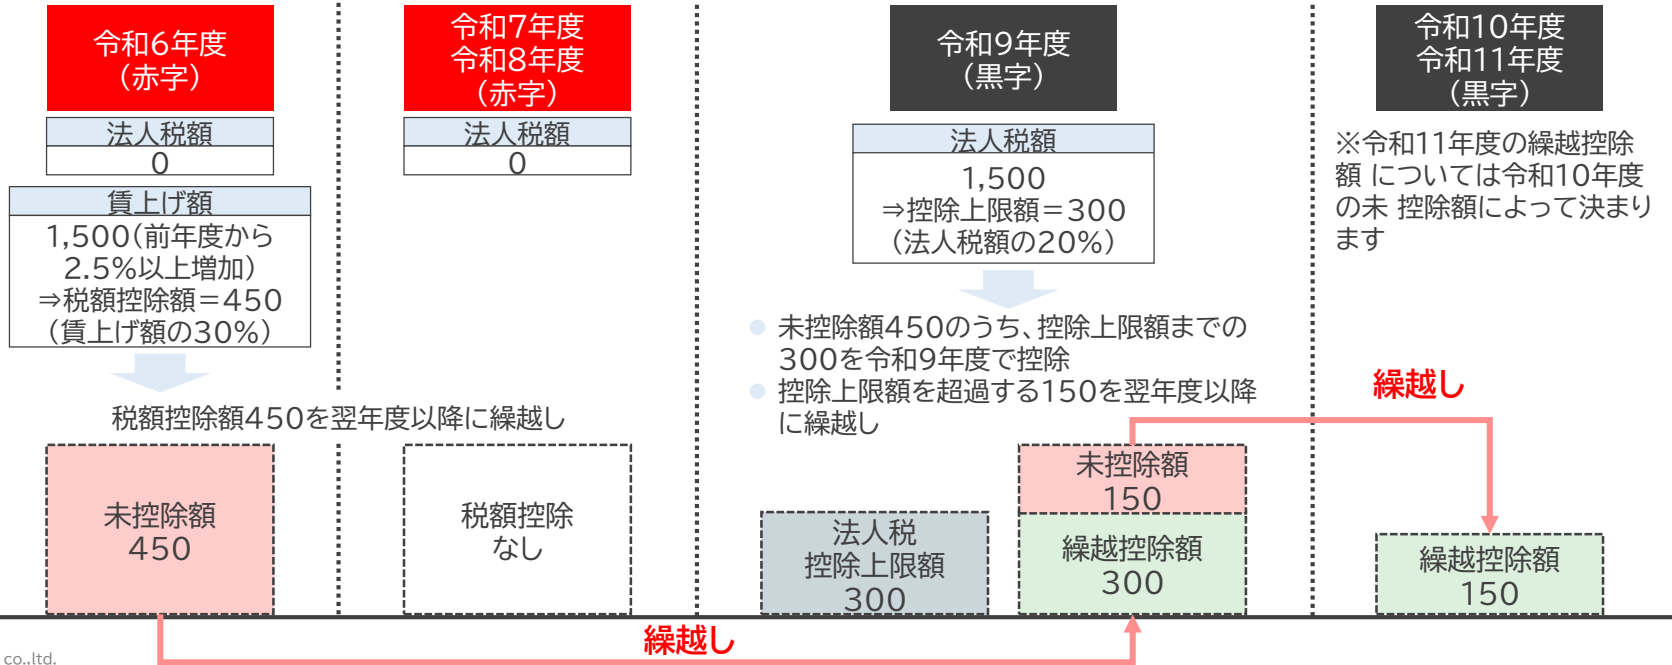 令和6年度
（赤字）
法人税額
0
賃上げ額
1,500（前年度から
2.5%以上増加）
⇒税額控除額＝450
（賃上げ額の30%）
税額控除額450を翌年度以降に繰越し
未控除額
450
令和7年度
令和8年度
（赤字）
法人税額
0
税額控除
なし
令和9年度
（黒字）
法人税額
1,500
⇒控除上限額＝300
（法人税額の20%）
未控除額450のうち、控除上限額までの
300を令和9年度で控除
控除上限額を超過する150を翌年度以降
に繰越し
法人税
控除上限額
300
未控除額
150
繰越控除額
300
令和10年度
令和11年度
（黒字）
※令和11年度の繰越控除
額 については令和10年度
の未 控除額によって決まり
ます
繰越し
繰越控除額
150
繰越し
co.,ltd.